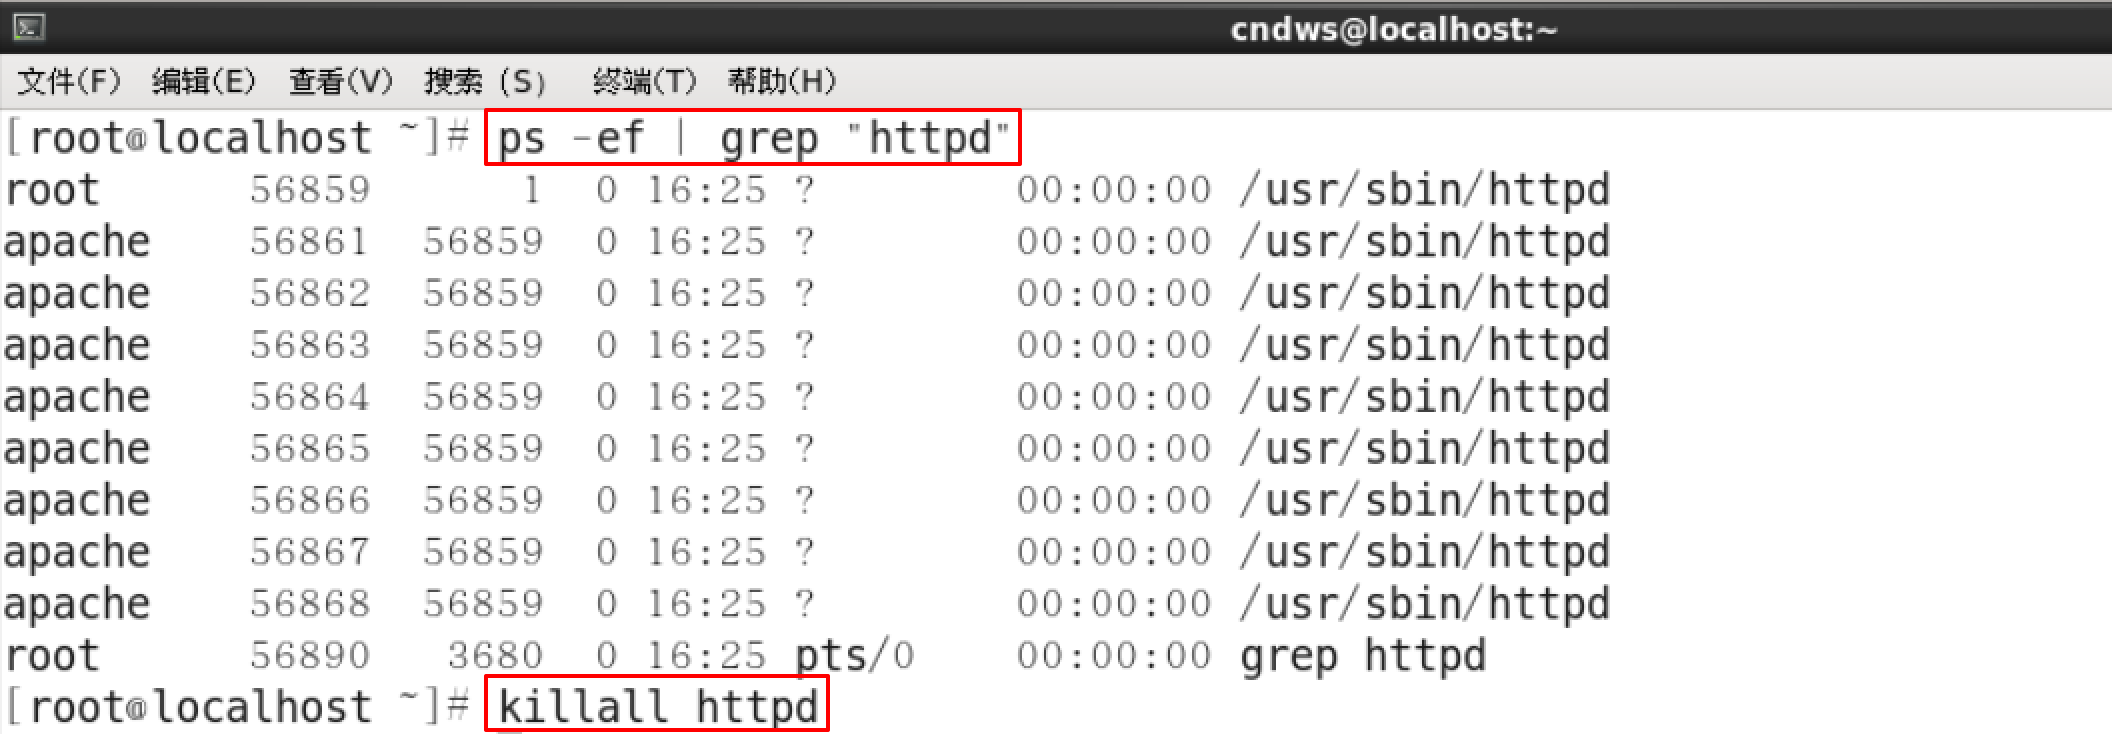 cndws@localhost:~
文件(F) 编辑(E) 查看(V) 搜索 (S) 终端(T) 帮助(H)
[root@localhost ~]# ps -ef | grep "httpd"
root 56859 1 0 16:25 ? 00:00:00 /usr/sbin/httpd
apache 56861 56859 0 16:25 ? 00:00:00 /usr/sbin/httpd
apache 56862 56859 0 16:25 ? 00:00:00 /usr/sbin/httpd
apache 56863 56859 0 16:25 ? 00:00:00 /usr/sbin/httpd
apache 56864 56859 0 16:25 ? 00:00:00 /usr/sbin/httpd
apache 56865 56859 0 16:25 ? 00:00:00 /usr/sbin/httpd
apache 56866 56859 0 16:25 ? 00:00:00 /usr/sbin/httpd
apache 56867 56859 0 16:25 ? 00:00:00 /usr/sbin/httpd
apache 56868 56859 0 16:25 ? 00:00:00 /usr/sbin/httpd
root 56890 3680 0 16:25 pts/0 00:00:00 grep httpd
[root@localhost ~]# killall httpd